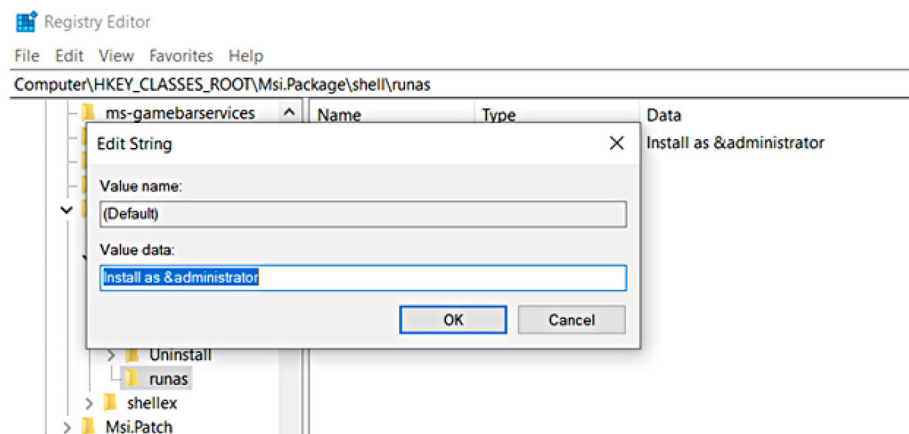 Registry Editor
File Edit View Favorites Help
Computer\HKEY_CLASSES_ROOT\Msi.Package\shell\runas
ms-gamebarservices Name Type Data
Edit String Install as &administrator
Value name:
(Default)
Value data:
Install as &administrator
OK Cancel
Uninstall
runas
shellex
Msi.Patch